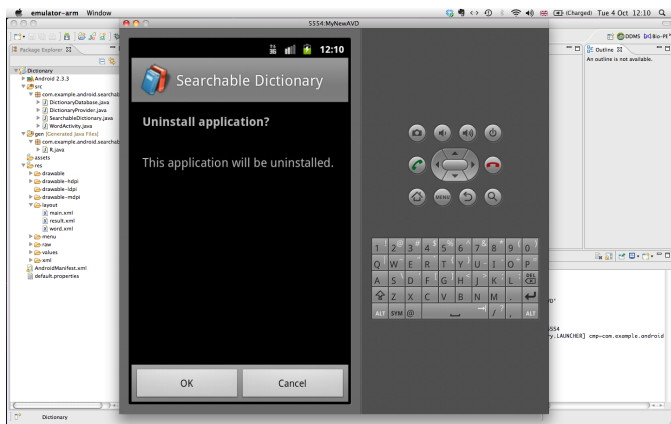 emulator-arm Window
(Charged) Tue 4 Oct 12:10
5554:MyNewAVD
DDMS
Package Explorer
Outline
An outline is not available.
Dictionary
Android 2.3.3
src
com.example.android.searchab
DictionaryDatabase.java
DictionaryProvider.java
SearchableDictionary.java
WordActivity.java
gen [Generated Java Files]
com.example.android.searchab
R.java
assets
res
drawable
drawable-hdpi
drawable-ldpi
drawable-mdpi
layout
main.xml
result.xml
word.xml
menu
raw
values
xml
AndroidManifest.xml
default.properties
12:10
Searchable Dictionary
Uninstall application?
This application will be uninstalled.
OK
Cancel
MENU
1 2 3 4 5 6 7 8 9 0
Q W E R T Y U I O P
A S D F G H J K L DEL
Z X C V B N M .
ALT SYM @ / , ALT
5554
ry.LAUNCHER] cmp=com.example.android
Dictionary